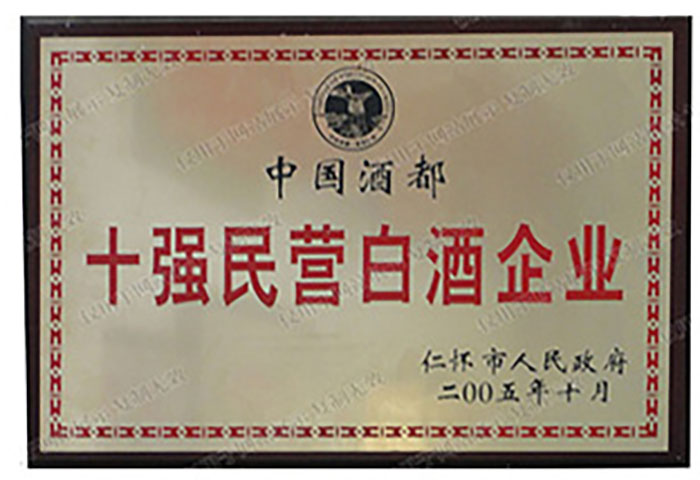 中国酒都
十强民营白酒企业
仁怀市人民政府
二00五年十月